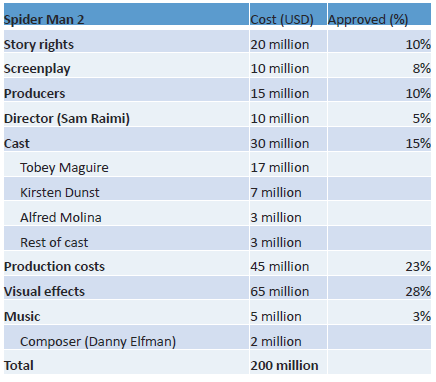 Spider Man 2 Cost (USD) Approved (%)
Story rights 20 million 10%
Screenplay 10 million 8%
Producers 15 million 10%
Director (Sam Raimi) 10 million 5%
Cast 30 million 15%
Tobey Maguire 17 million
Kirsten Dunst 7 million
Alfred Molina 3 million
Rest of cast 3 million
Production costs 45 million 23%
Visual effects 65 million 28%
Music 5 million 3%
Composer (Danny Elfman) 2 million
Total 200 million